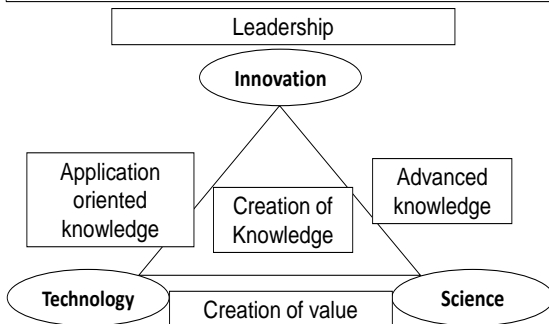 Leadership
Innovation
Application
oriented
knowledge
Creation of
Knowledge
Advanced
knowledge
Technology
Creation of value
Science